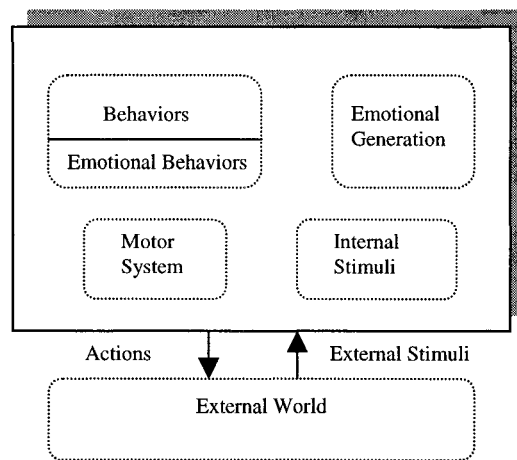 Behaviors
Emotional Behaviors
Emotional
Generation
Motor
System
Internal
Stimuli
Actions
External Stimuli
External World